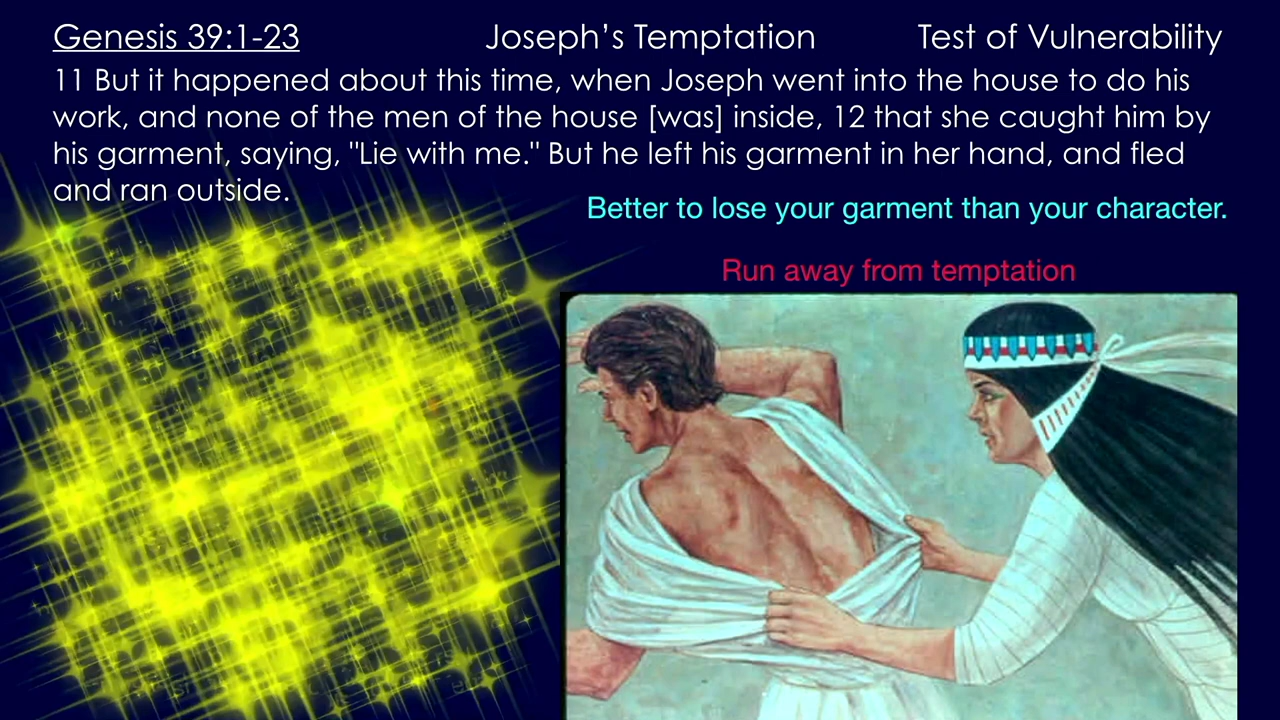 Genesis 39:1-23 Joseph’s Temptation Test of Vulnerability
11 But it happened about this time, when Joseph went into the house to do his
work, and none of the men of the house [was] inside, 12 that she caught him by
his garment, saying, "Lie with me." But he left his garment in her hand, and fled
and ran outside.
Better to lose your garment than your character.
Run away from temptation